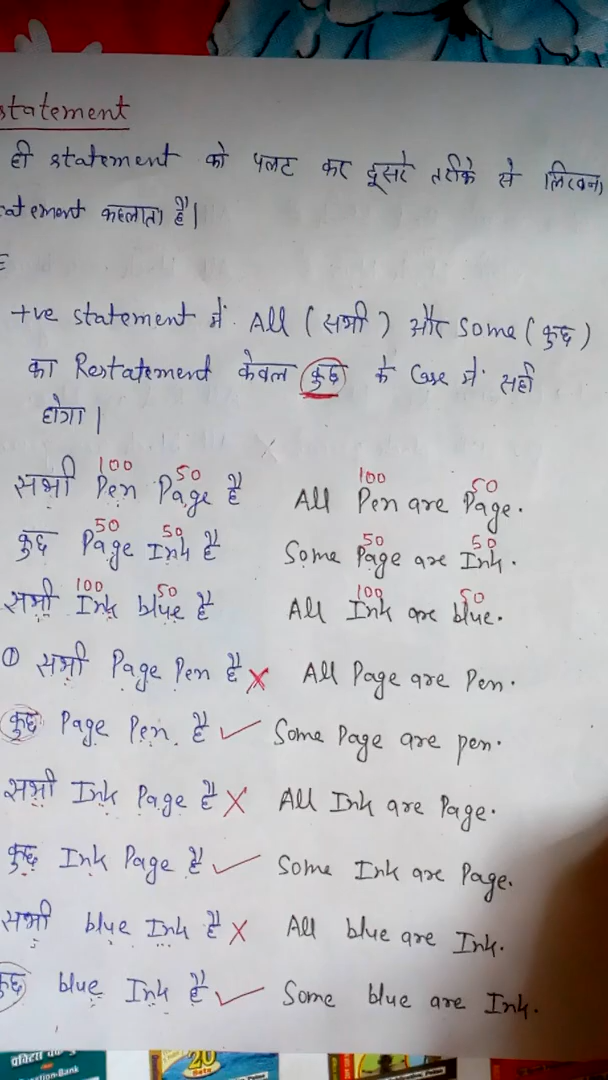 statement
ही statement को पलट कर दूसरे तरीके से लिखना
atement कहलाता है।
+ve statement में All (सभी) और Some (कुछ)
का Restatement केवल कुछ के Case में सही
होगा।
100 50 100 50
सभी Pen Page है All Pen are Page.
50 50 50 50
कुछ Page Ink है Some Page are Ink.
100 50 100 50
सभी Ink blue है All Ink are blue.
① सभी Page Pen है X All Page are Pen.
कुछ Page Pen है ✓ Some Page are pen.
सभी Ink Page है X All Ink are Page.
कुछ Ink Page है ✓ Some Ink are Page.
सभी blue Ink है X All blue are Ink.
कुछ blue Ink है ✓ Some blue are Ink.
20
Question-Bank